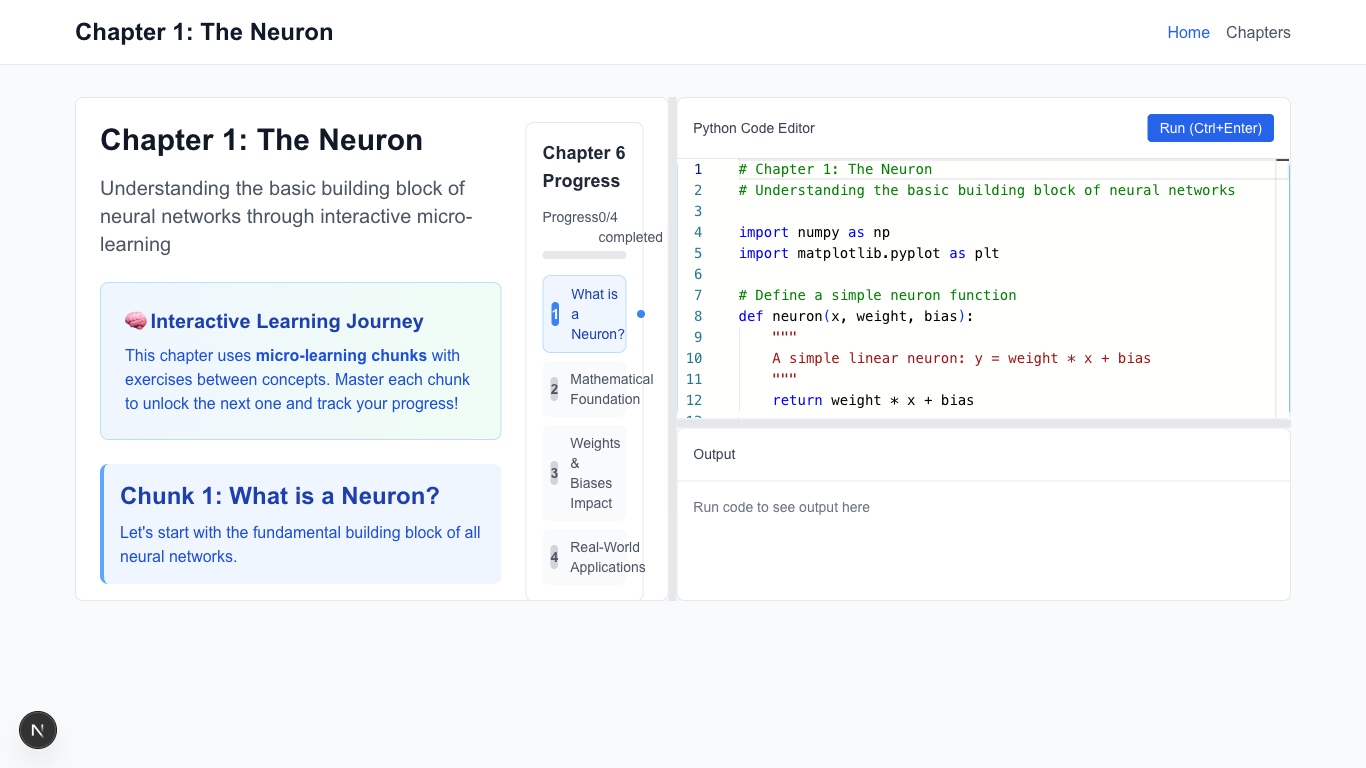 Chapter 1: The Neuron
Home
Chapters
Chapter 1: The Neuron
Understanding the basic building block of
neural networks through interactive micro-
learning
🧠 Interactive Learning Journey
This chapter uses micro-learning chunks with
exercises between concepts. Master each chunk
to unlock the next one and track your progress!
Chunk 1: What is a Neuron?
Let's start with the fundamental building block of all
neural networks.
Chapter 6
Progress
Progress 0/4
completed
1
What is
a
Neuron?
2
Mathematical
Foundation
3
Weights
&
Biases
Impact
4
Real-World
Applications
Python Code Editor
Run (Ctrl+Enter)
1 # Chapter 1: The Neuron
2 # Understanding the basic building block of neural networks
3
4 import numpy as np
5 import matplotlib.pyplot as plt
6
7 # Define a simple neuron function
8 def neuron(x, weight, bias):
9 """
10 A simple linear neuron: y = weight * x + bias
11 """
12 return weight * x + bias
Output
Run code to see output here
N